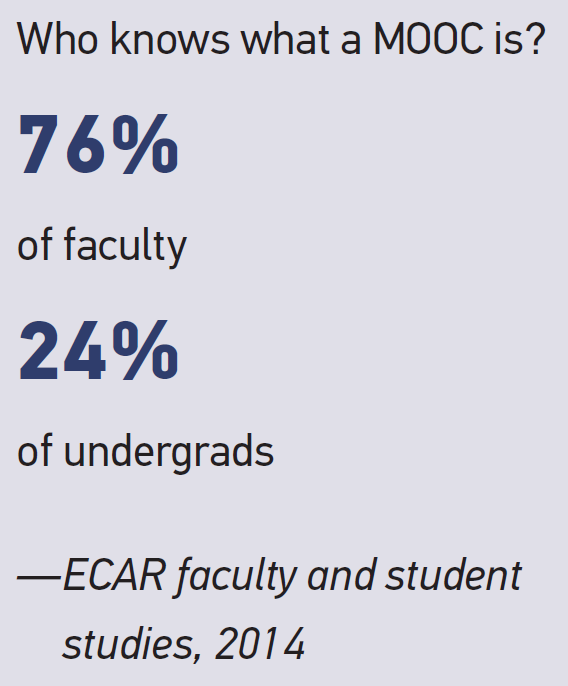 Who knows what a MOOC is?
76%
of faculty
24%
of undergrads
—ECAR faculty and student
studies, 2014